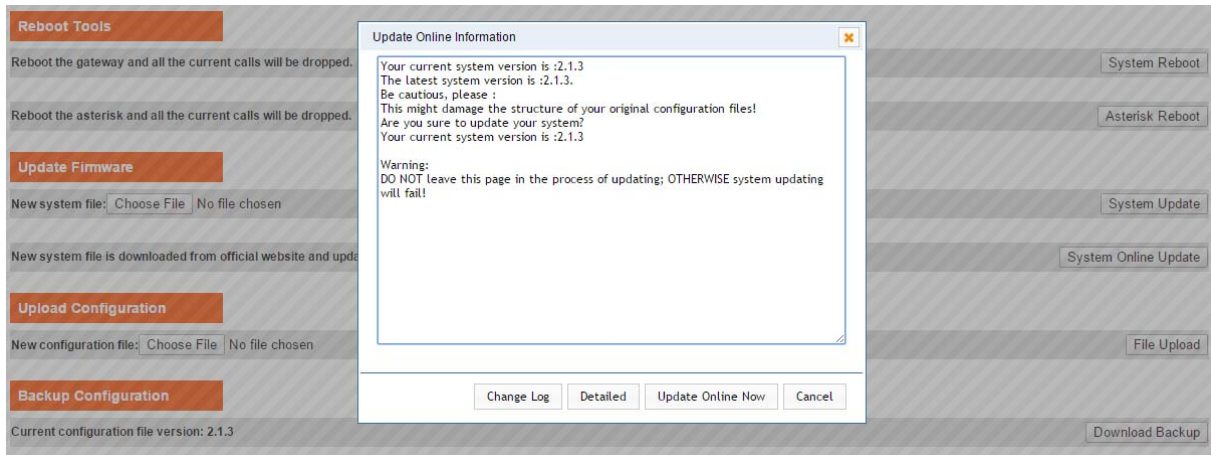 Reboot Tools
Reboot the gateway and all the current calls will be dropped.
System Reboot
Reboot the asterisk and all the current calls will be dropped.
Asterisk Reboot
Update Firmware
New system file: Choose File No file chosen
System Update
New system file is downloaded from official website and upda
System Online Update
Upload Configuration
New configuration file: Choose File No file chosen
File Upload
Backup Configuration
Current configuration file version: 2.1.3
Download Backup
Update Online Information
Your current system version is :2.1.3
The latest system version is :2.1.3.
Be cautious, please :
This might damage the structure of your original configuration files!
Are you sure to update your system?
Your current system version is :2.1.3
Warning:
DO NOT leave this page in the process of updating; OTHERWISE system updating
will fail!
Change Log
Detailed
Update Online Now
Cancel